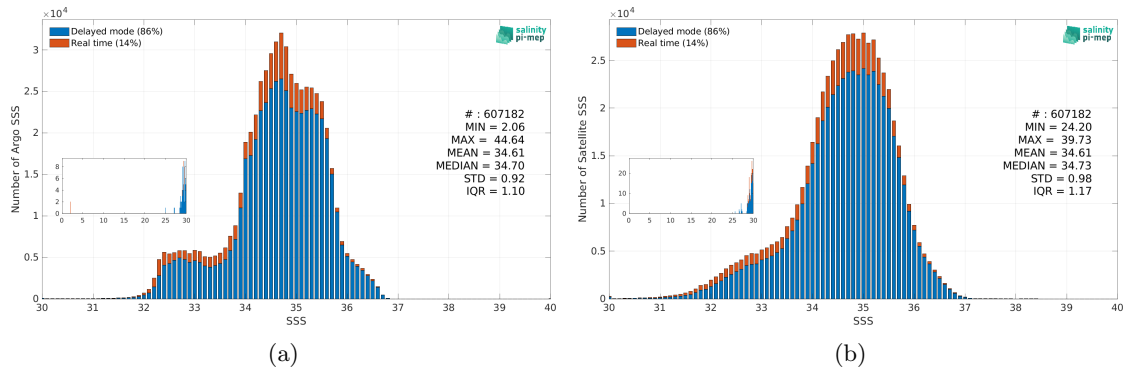 ×10⁴
Delayed mode (86%)
Real time (14%)
salinity
pi-mep
Number of Argo SSS
3
2.5
2
1.5
1
0.5
0
# : 607182
MIN = 2.06
MAX = 44.64
MEAN = 34.61
MEDIAN = 34.70
STD = 0.92
IQR = 1.10
8
6
4
2
0
0 5 10 15 20 25 30
30 31 32 33 34 35 36 37 38 39 40
SSS
(a)
×10⁴
Delayed mode (86%)
Real time (14%)
salinity
pi-mep
Number of Satellite SSS
2.5
2
1.5
1
0.5
0
# : 607182
MIN = 24.20
MAX = 39.73
MEAN = 34.61
MEDIAN = 34.73
STD = 0.98
IQR = 1.17
20
10
0
0 5 10 15 20 25 30
30 31 32 33 34 35 36 37 38 39 40
SSS
(b)